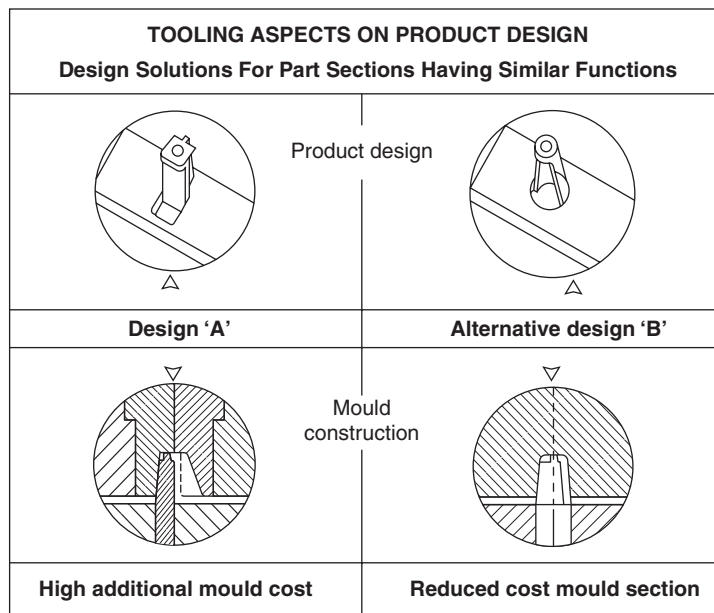 TOOLING ASPECTS ON PRODUCT DESIGN
Design Solutions For Part Sections Having Similar Functions
Product design
Design ‘A’
Alternative design ‘B’
Mould
construction
High additional mould cost
Reduced cost mould section